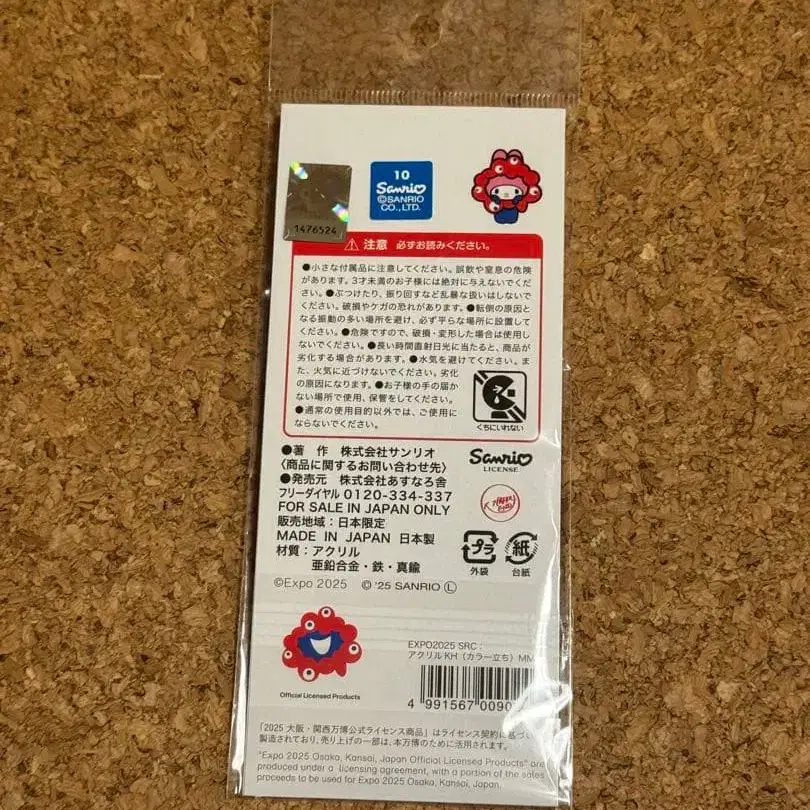 1476524
10
Sanrio
©SANRIO
CO.,LTD.
⚠ 注意 必ずお読みください。
●小さな付属品に注意してください。誤飲や窒息の危険
があります。3才未満のお子様には絶対に与えないでくだ
さい。●ぶつけたり、振り回すなど乱暴な扱いはしないで
ください。破損やケガの恐れがあります。●転倒の原因と
なる振動の多い場所を避け、必ず平らな場所に設置して
ください。●危険ですので、破損・変形した場合は使用し
ないでください。●長い時間直射日光に当たると、商品が
劣化する場合があります。●水気を避けてください。ま
た、火気に近づけないでください。劣化
の原因になります。●お子様の手の届か
ない場所で使用、保管をしてください。
●通常の使用目的以外では、ご使用に
ならないでください。
くちにいれない
●著 作 株式会社サンリオ
〈商品に関するお問い合わせ先〉
●発売元 株式会社あすなろ舎
フリーダイヤル 0120-334-337
FOR SALE IN JAPAN ONLY
販売地域：日本限定
MADE IN JAPAN 日本製
材質：アクリル
亜鉛合金・鉄・真鍮
©Expo 2025 © '25 SANRIO Ⓛ
Sanrio
LICENSE
プラ
外袋
紙
台紙
Official Licensed Products
EXPO2025 SRC：
アクリルKH（カラー立ち）MM
4 991567 0090
「2025 大阪・関西万博公式ライセンス商品」はライセンス契約に基づい
製造されており、売り上げの一部は、本万博のために活用されます。
"Expo 2025 Osaka, Kansai, Japan Official Licensed Products" are
produced under a licensing agreement, with a portion of the sales
proceeds to be used for Expo 2025 Osaka, Kansai, Japan.